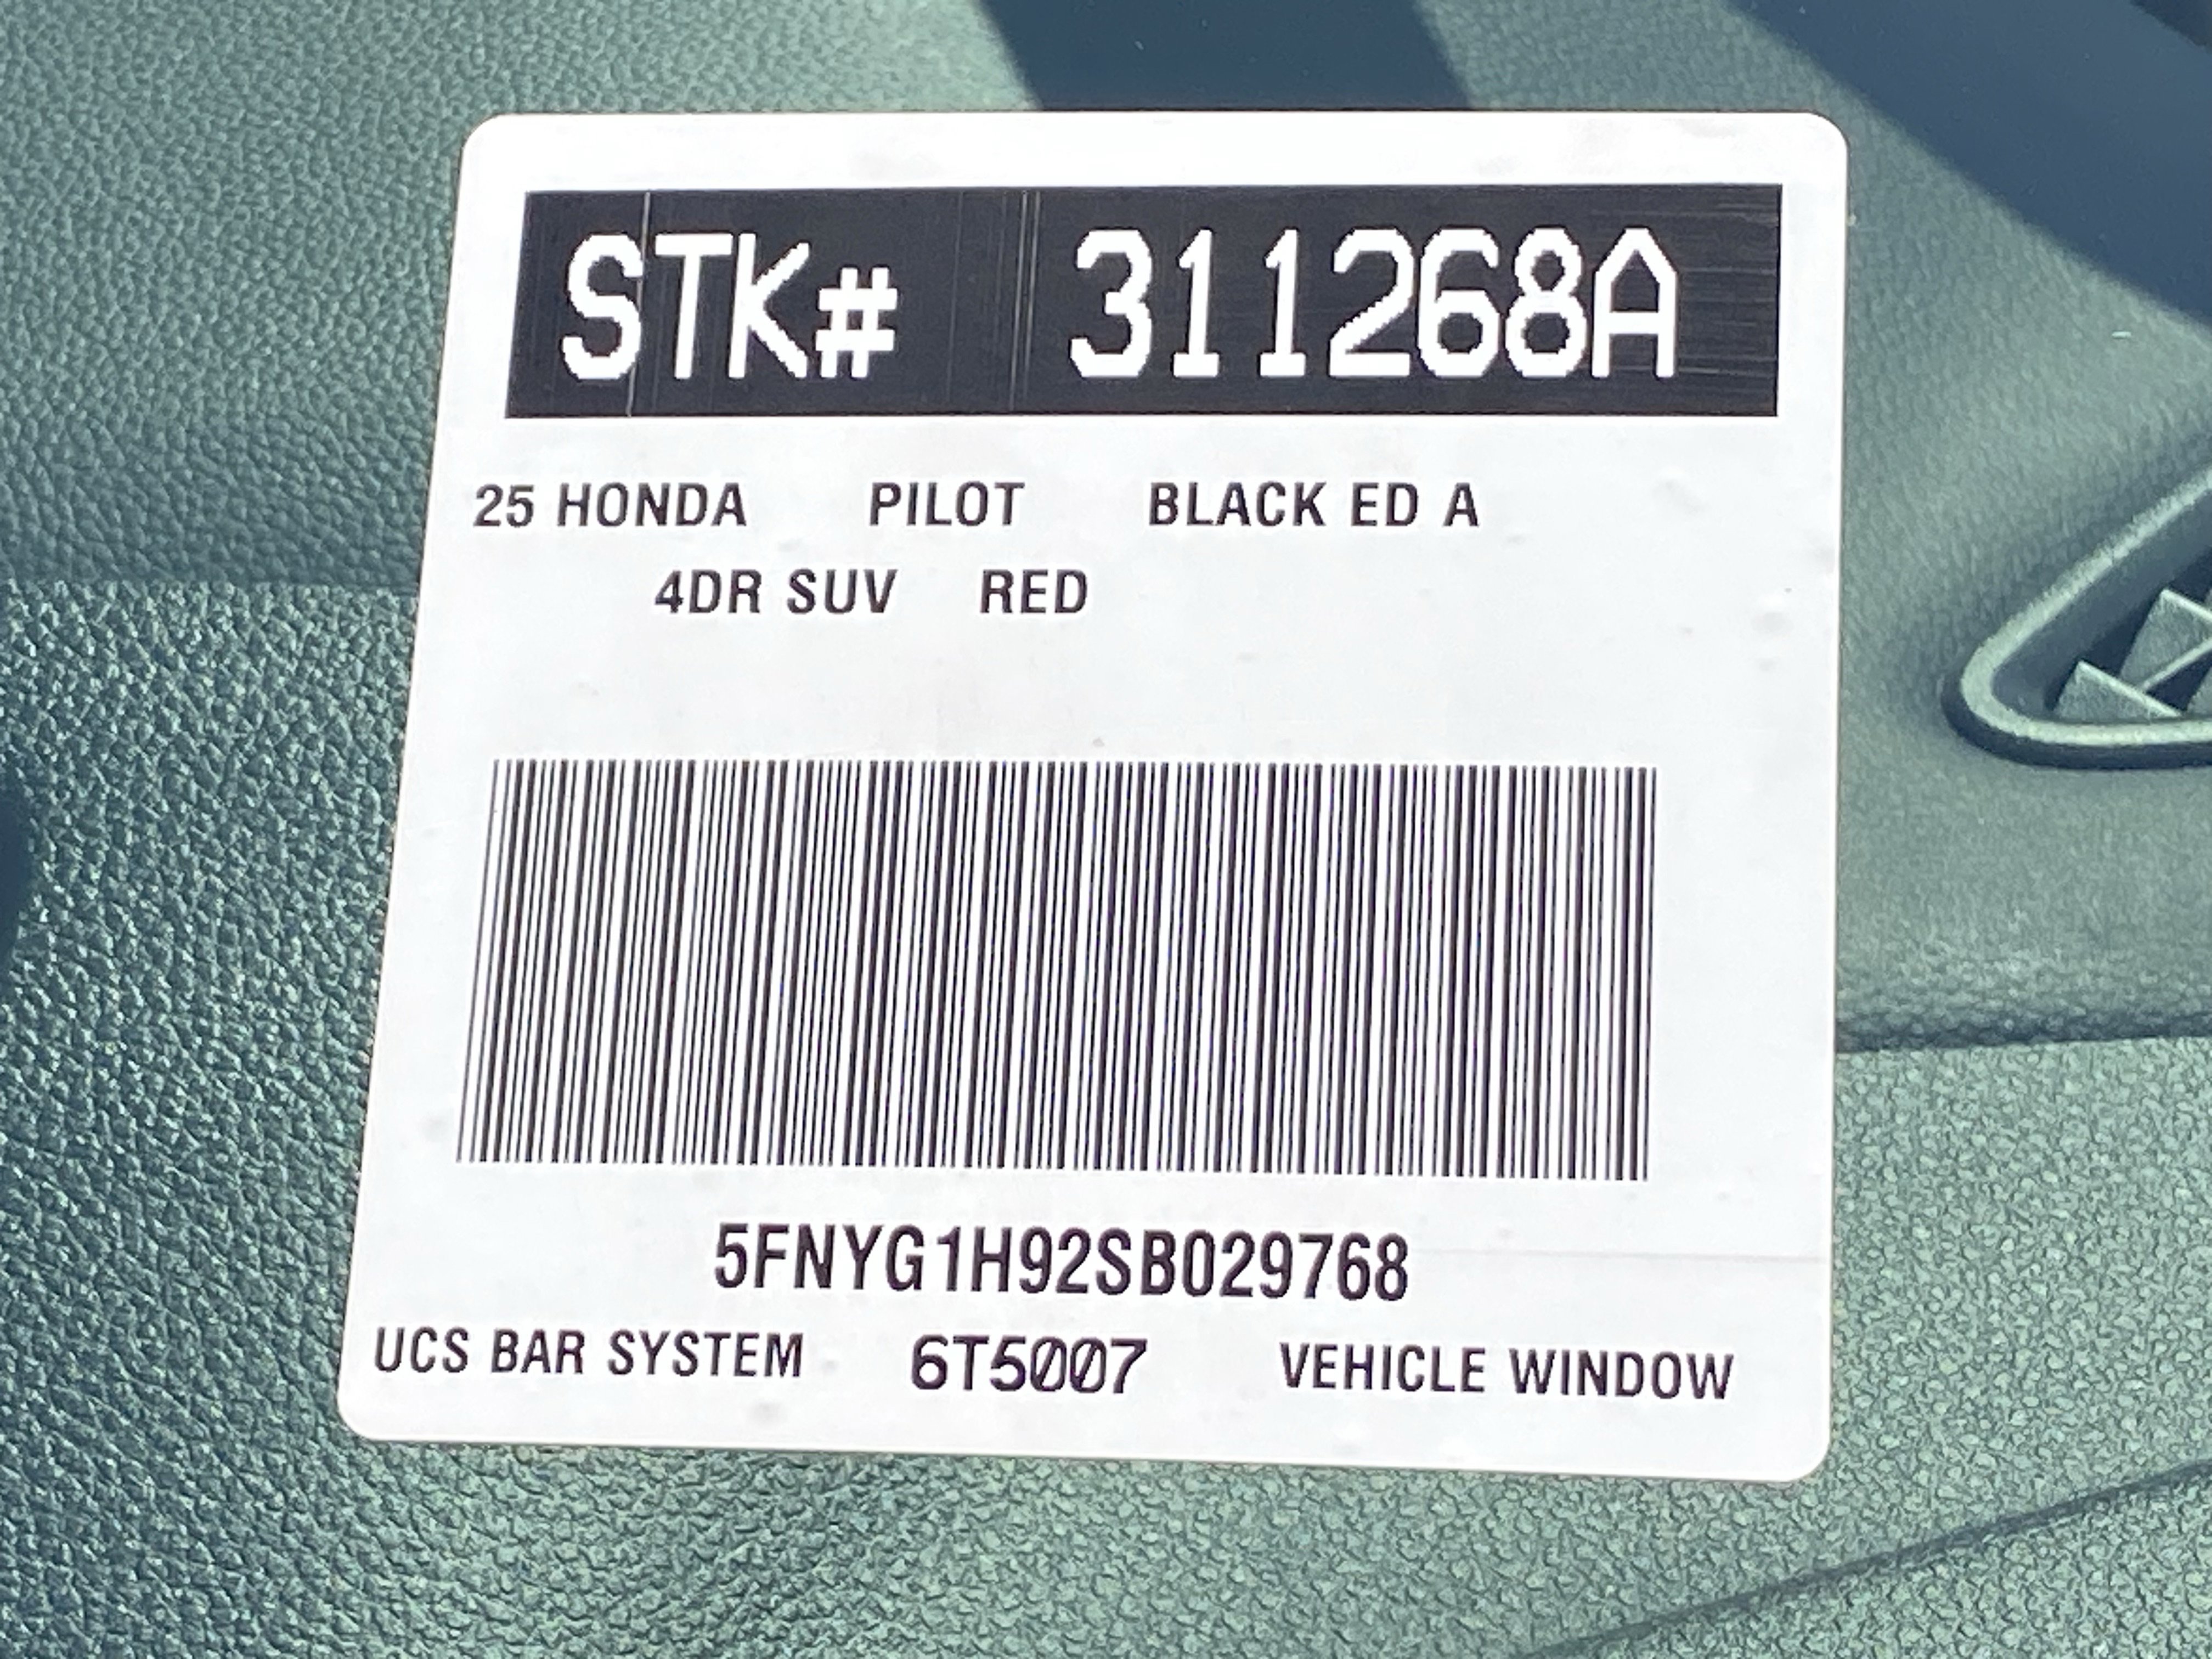 STK# 311268A
25 HONDA PILOT BLACK ED A
4DR SUV RED
5FNYG1H92SB029768
UCS BAR SYSTEM 6T5007 VEHICLE WINDOW